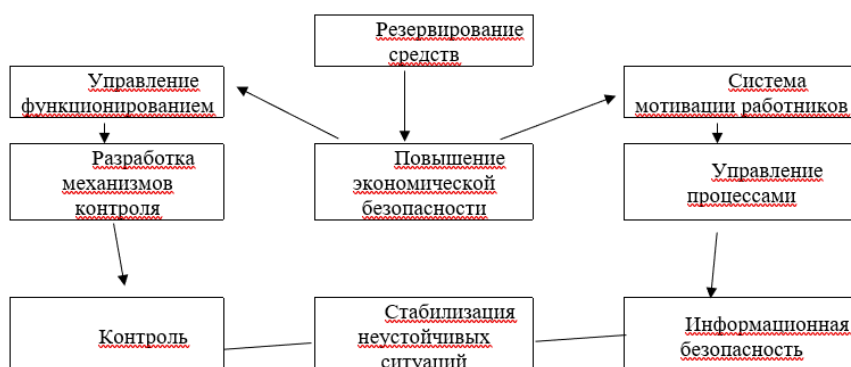 Резервирование
средств
Управление
функционированием
Система
мотивации работников
Разработка
механизмов
контроля
Повышение
экономической
безопасности
Управление
процессами
Контроль
Стабилизация
неустойчивых
ситуаций
Информационная
безопасность